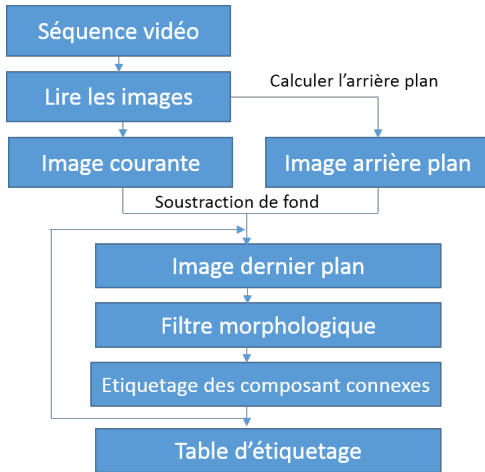 Séquence vidéo
Lire les images
Calculer l'arrière plan
Image courante
Image arrière plan
Soustraction de fond
Image dernier plan
Filtre morphologique
Etiquetage des composant connexes
Table d'étiquetage